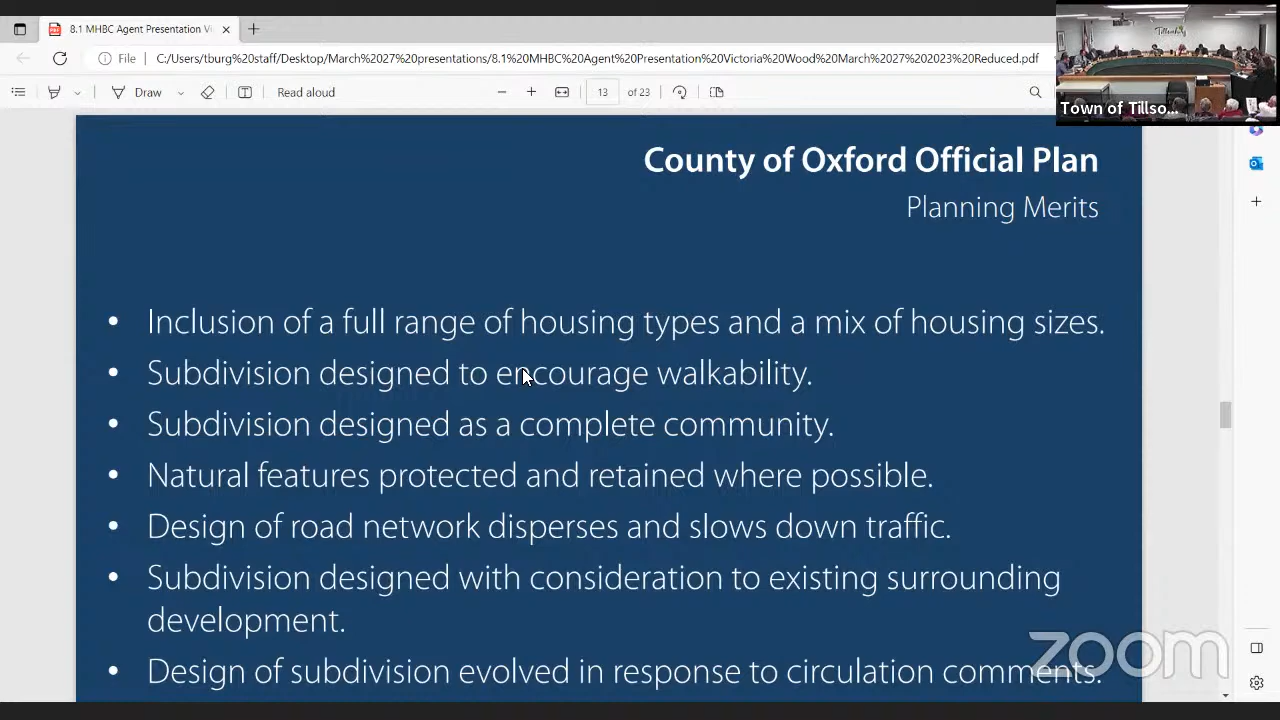 8.1 MHBC Agent Presentation Vi
File
C:/Users/tburg%20staff/Desktop/March%2027%20presentations/8.1%20MHBC%20Agent%20Presentation%20Victoria%20Wood%20March%2027%202023%20Reduced.pdf
Draw
Read aloud
13 of 23
Tillsonburg
Town of Tillso...
County of Oxford Official Plan
Planning Merits
• Inclusion of a full range of housing types and a mix of housing sizes.
• Subdivision designed to encourage walkability.
• Subdivision designed as a complete community.
• Natural features protected and retained where possible.
• Design of road network disperses and slows down traffic.
• Subdivision designed with consideration to existing surrounding
development.
• Design of subdivision evolved in response to circulation comments.
zoom